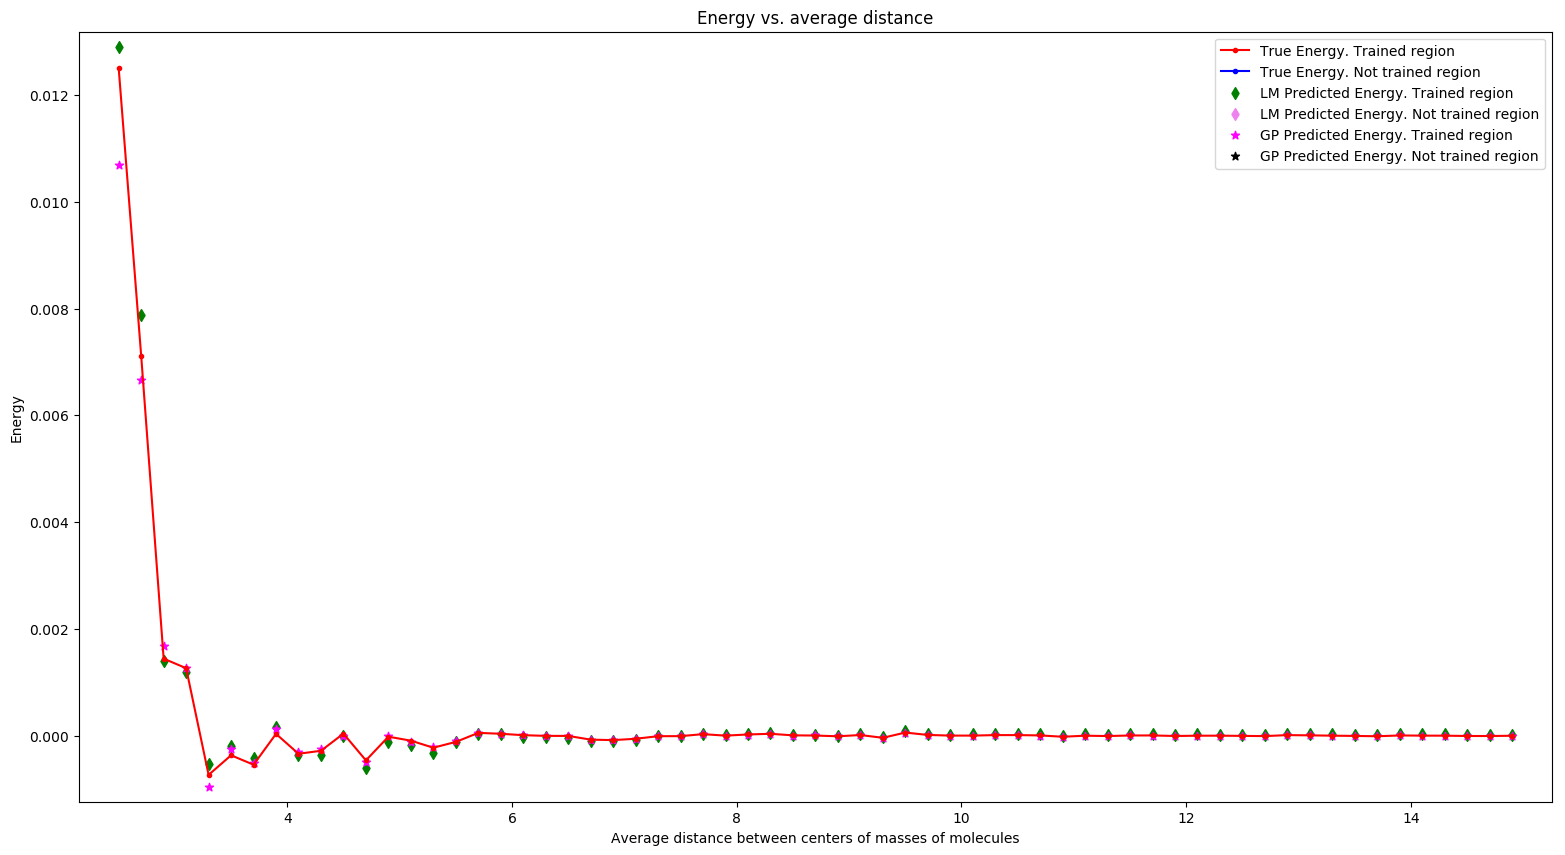 Energy vs. average distance
True Energy. Trained region
True Energy. Not trained region
LM Predicted Energy. Trained region
LM Predicted Energy. Not trained region
GP Predicted Energy. Trained region
GP Predicted Energy. Not trained region
Energy
0.012
0.010
0.008
0.006
0.004
0.002
0.000
4 6 8 10 12 14
Average distance between centers of masses of molecules